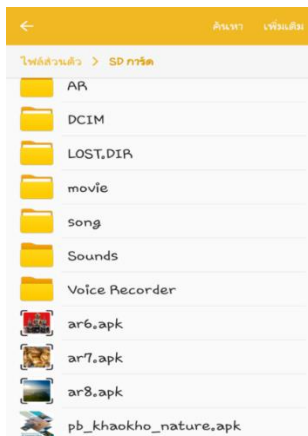 ค้นหา เพิ่มเติม
ไฟล์ส่วนตัว > SD การ์ด
AR
DCIM
LOST.DIR
movie
song
Sounds
Voice Recorder
ar6.apk
ar7.apk
ar8.apk
pb_khaokho_nature.apk